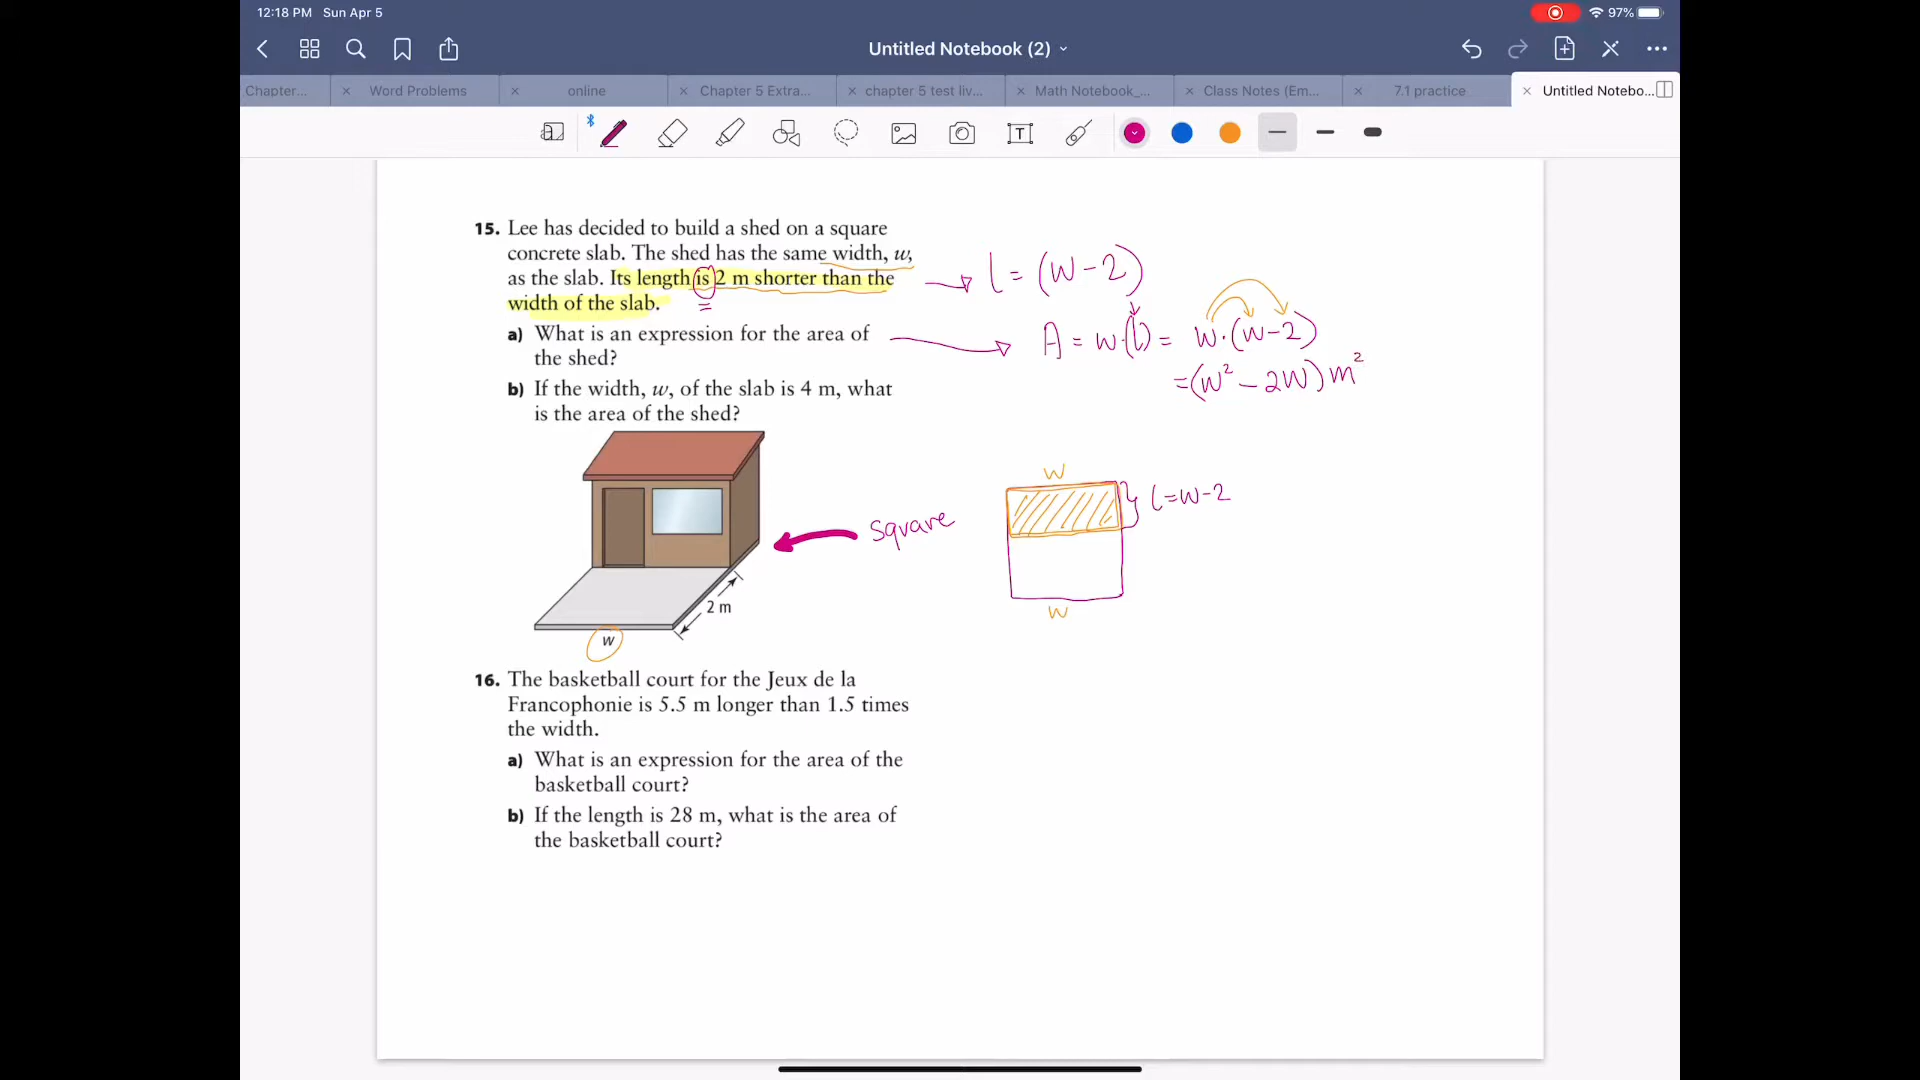 12:18 PM Sun Apr 5
97%
Untitled Notebook (2)
Chapter...
Word Problems
online
Chapter 5 Extra...
chapter 5 test liv...
Math Notebook_...
Class Notes (Em...
7.1 practice
Untitled Notebo...
15. Lee has decided to build a shed on a square
concrete slab. The shed has the same width, w,
as the slab. Its length is 2 m shorter than the
width of the slab.
a) What is an expression for the area of
the shed?
b) If the width, w, of the slab is 4 m, what
is the area of the shed?
l = (w-2)
A = w·(l) = w·(w-2)
=(w² - 2w) m²
2 m
w
square
w
l=w-2
w
16. The basketball court for the Jeux de la
Francophonie is 5.5 m longer than 1.5 times
the width.
a) What is an expression for the area of the
basketball court?
b) If the length is 28 m, what is the area of
the basketball court?